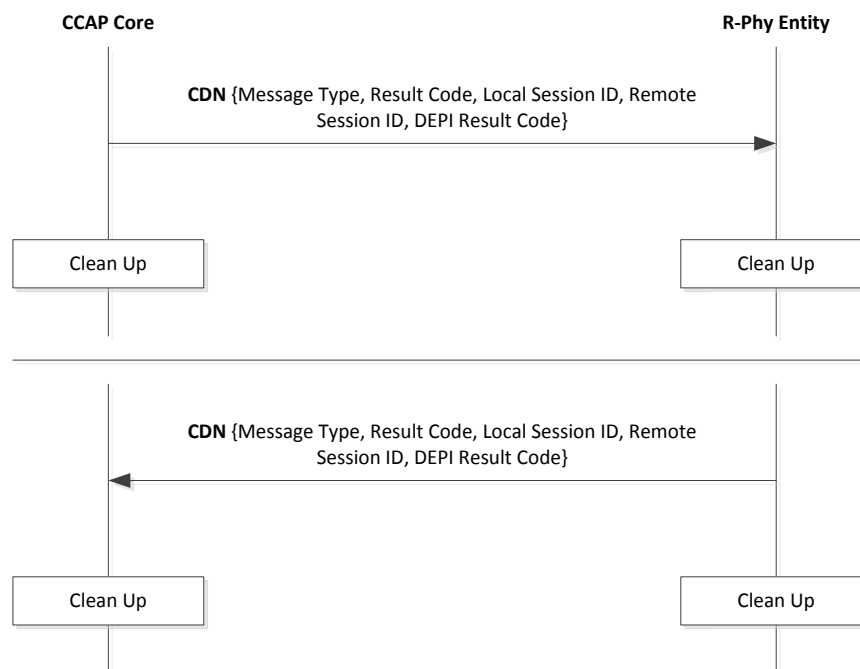 CCAP Core
R-Phy Entity
CDN {Message Type, Result Code, Local Session ID, Remote
Session ID, DEPI Result Code}
Clean Up
Clean Up
CDN {Message Type, Result Code, Local Session ID, Remote
Session ID, DEPI Result Code}
Clean Up
Clean Up